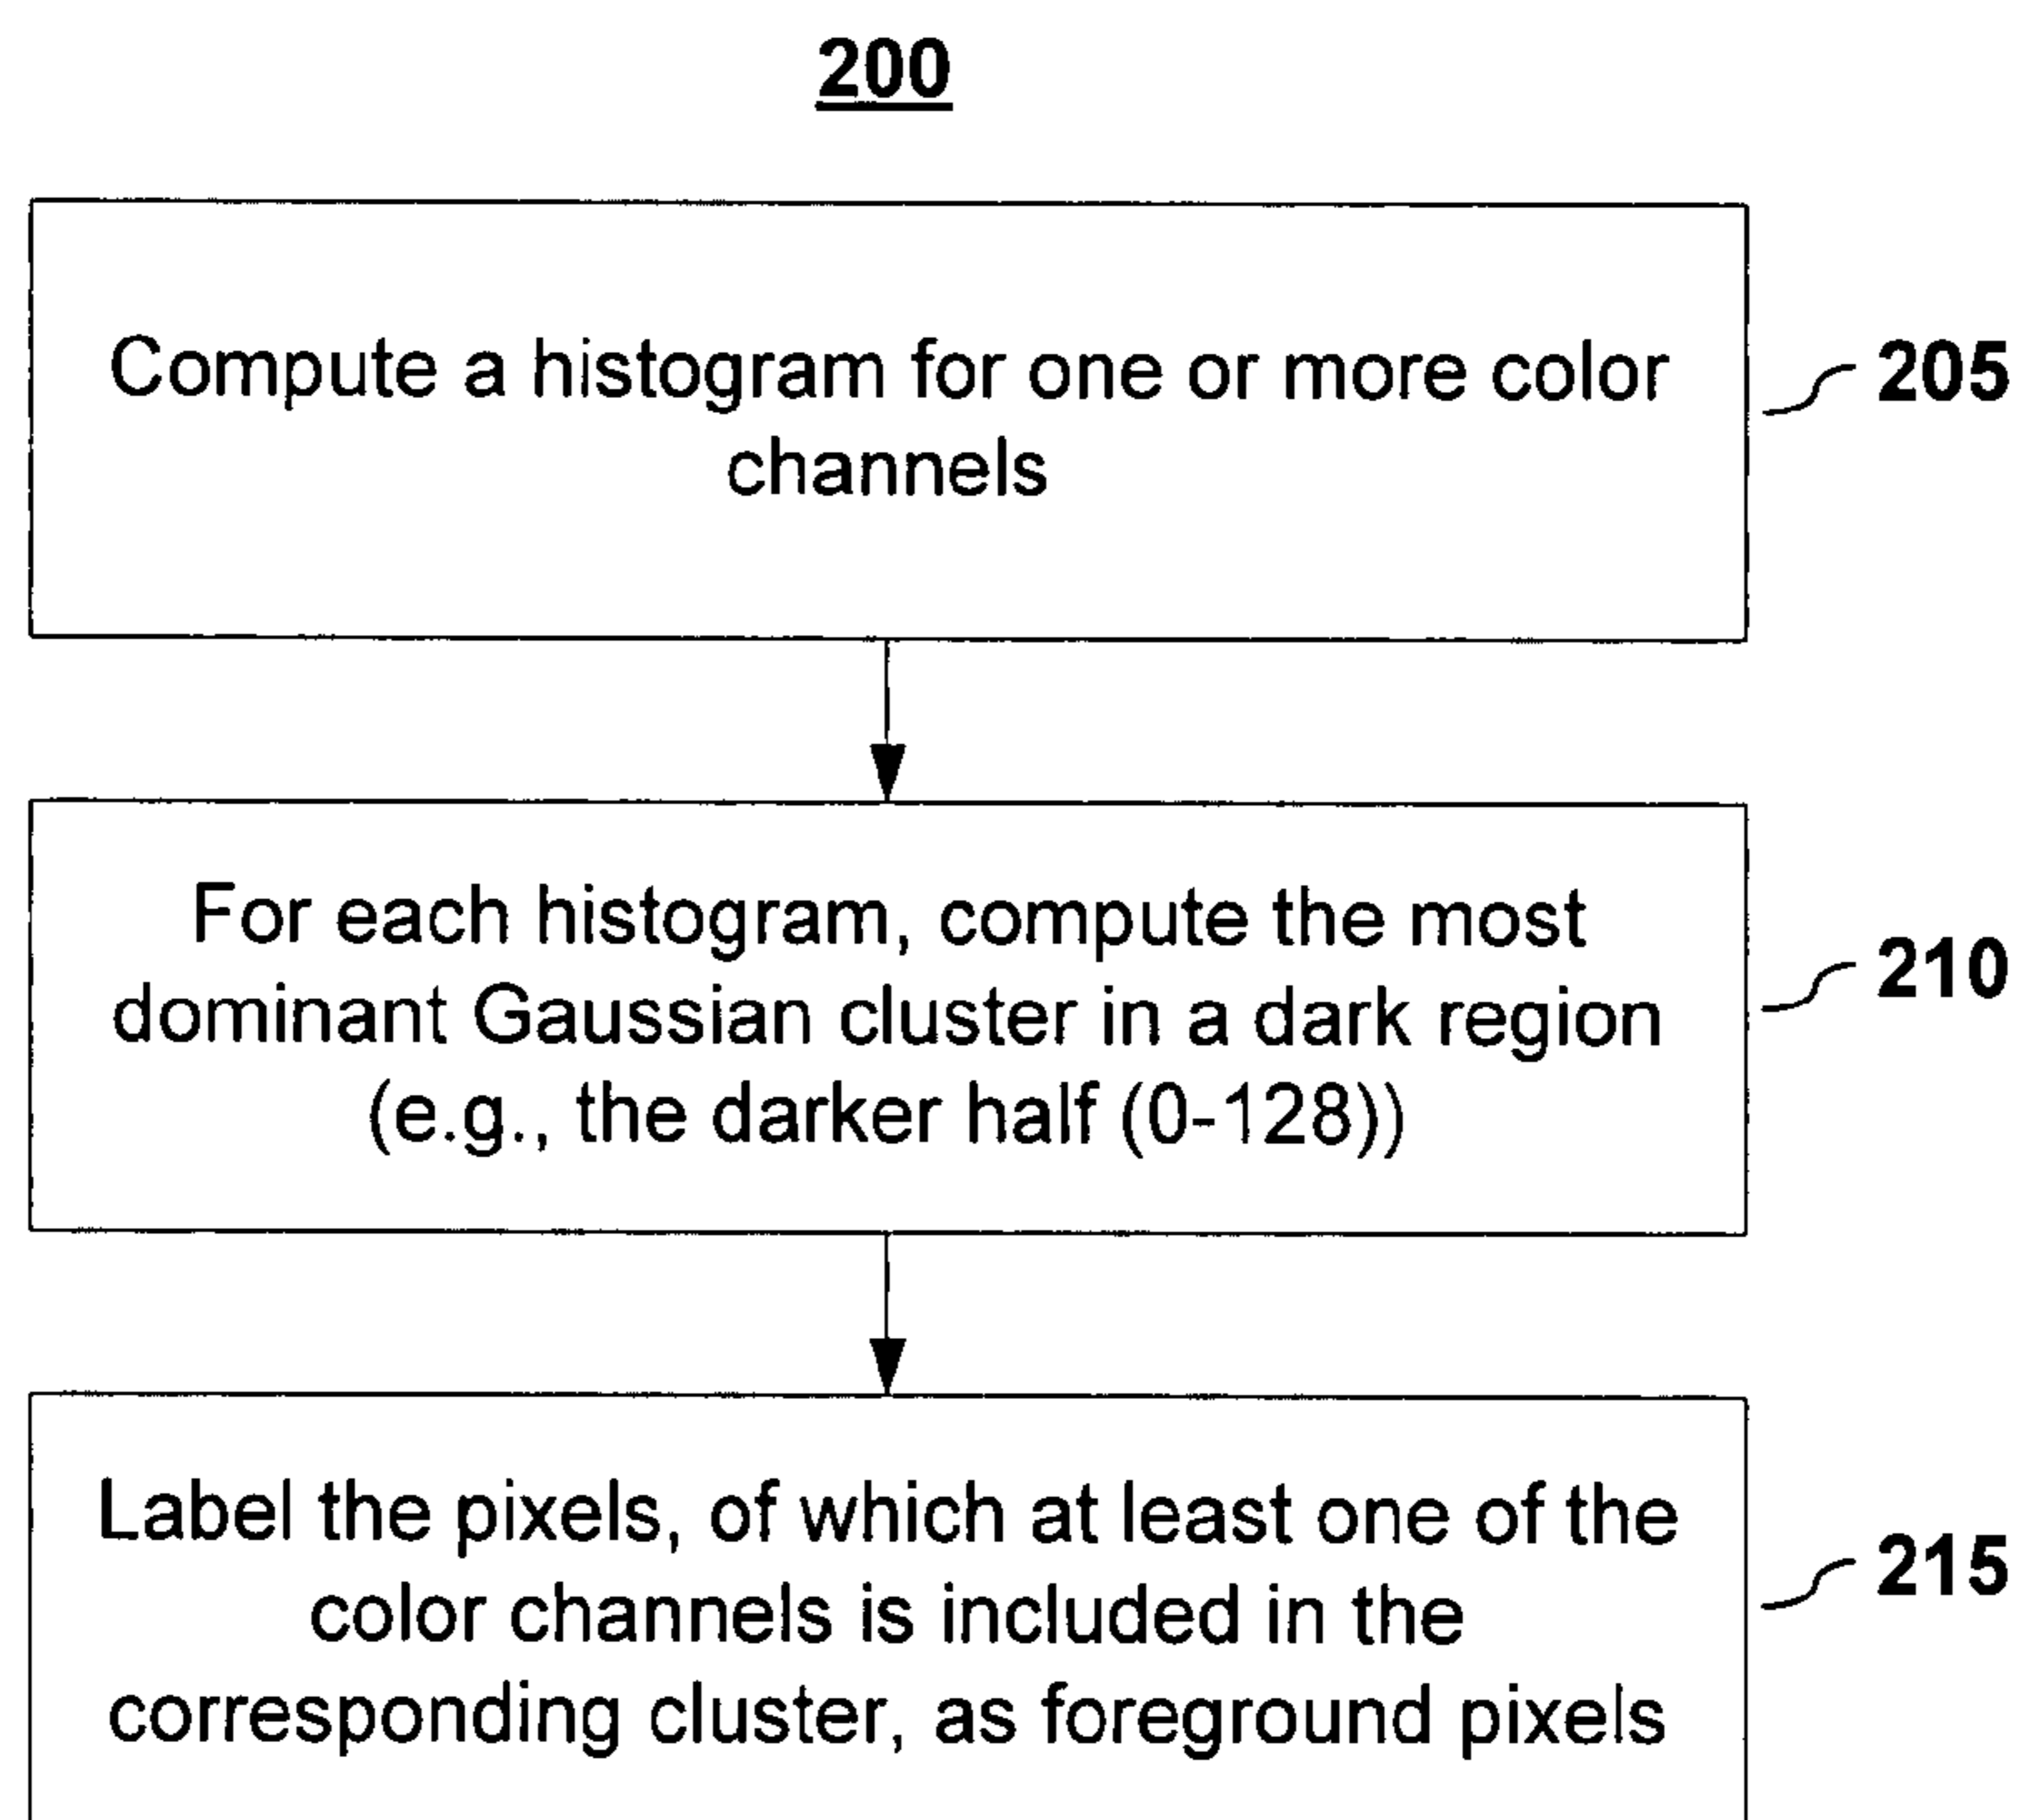 200
Compute a histogram for one or more color
channels
205
For each histogram, compute the most
dominant Gaussian cluster in a dark region
(e.g., the darker half (0-128))
210
Label the pixels, of which at least one of the
color channels is included in the
corresponding cluster, as foreground pixels
215